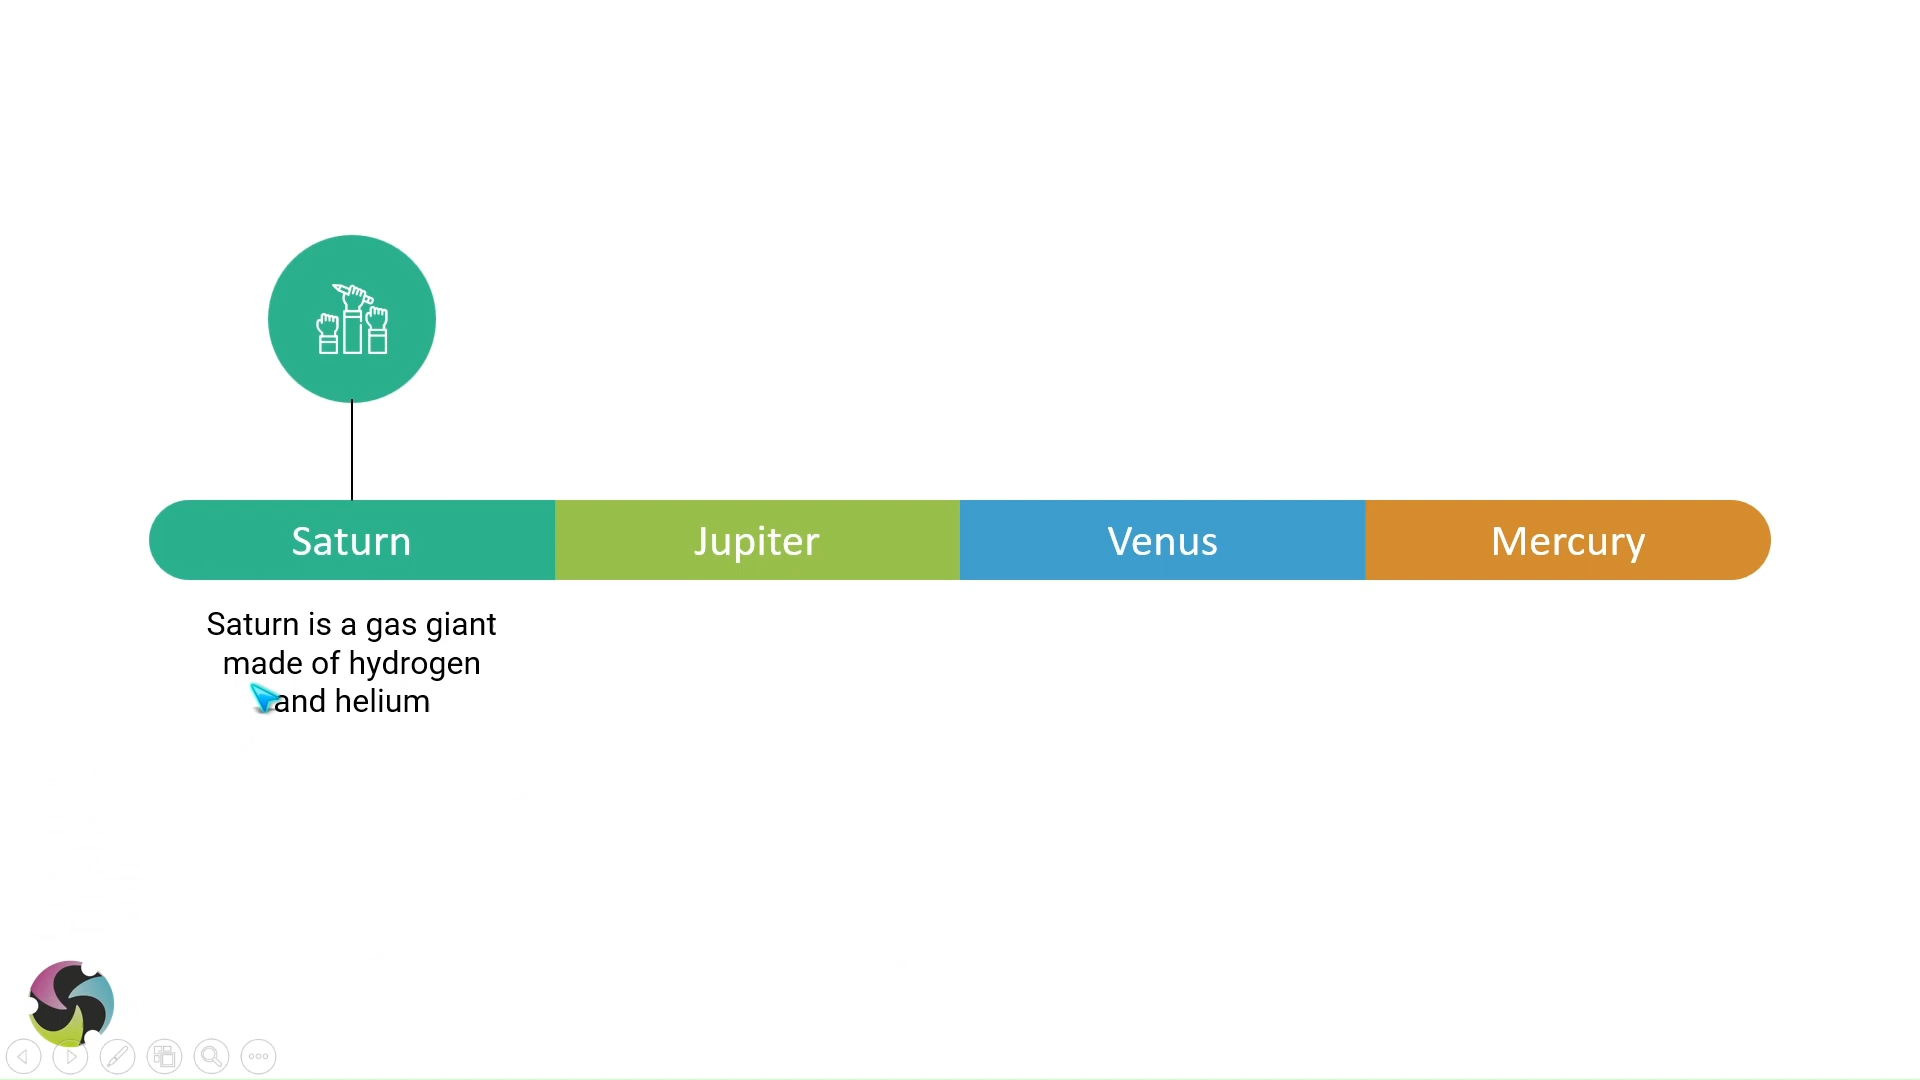 Saturn
Jupiter
Venus
Mercury
Saturn is a gas giant
made of hydrogen
and helium